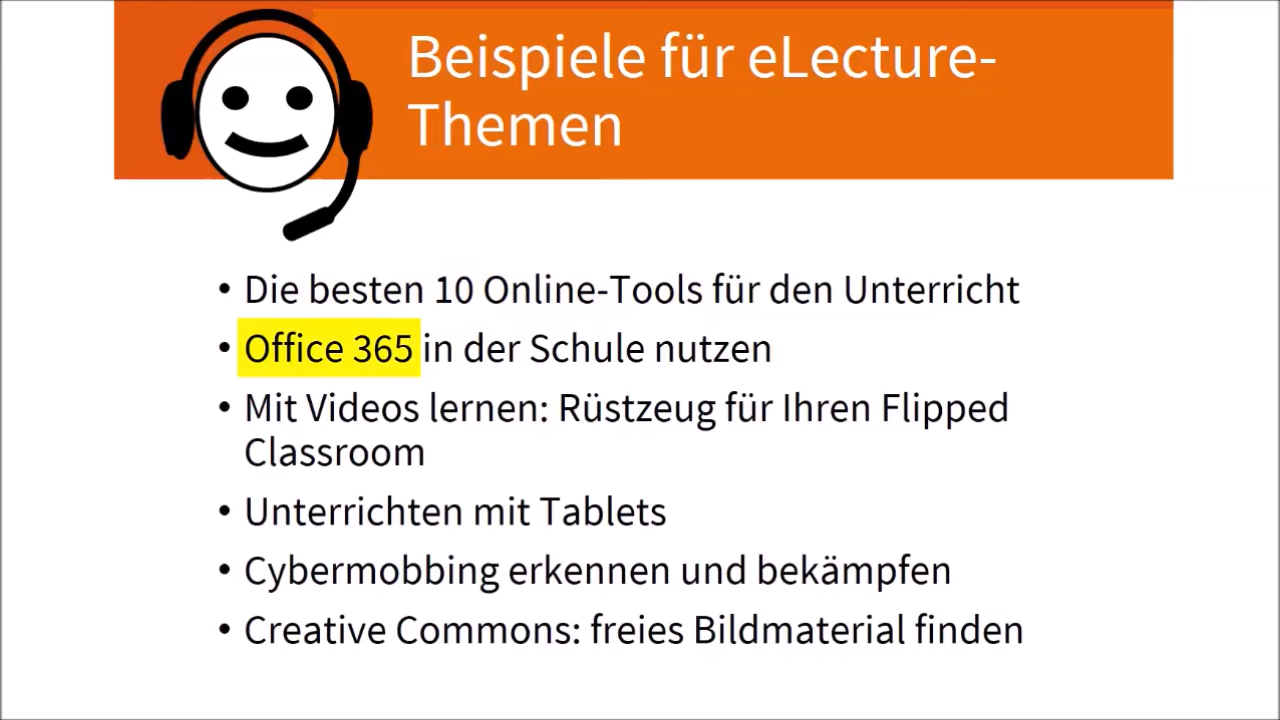 Beispiele für eLecture-
Themen
• Die besten 10 Online-Tools für den Unterricht
• Office 365 in der Schule nutzen
• Mit Videos lernen: Rüstzeug für Ihren Flipped
Classroom
• Unterrichten mit Tablets
• Cybermobbing erkennen und bekämpfen
• Creative Commons: freies Bildmaterial finden